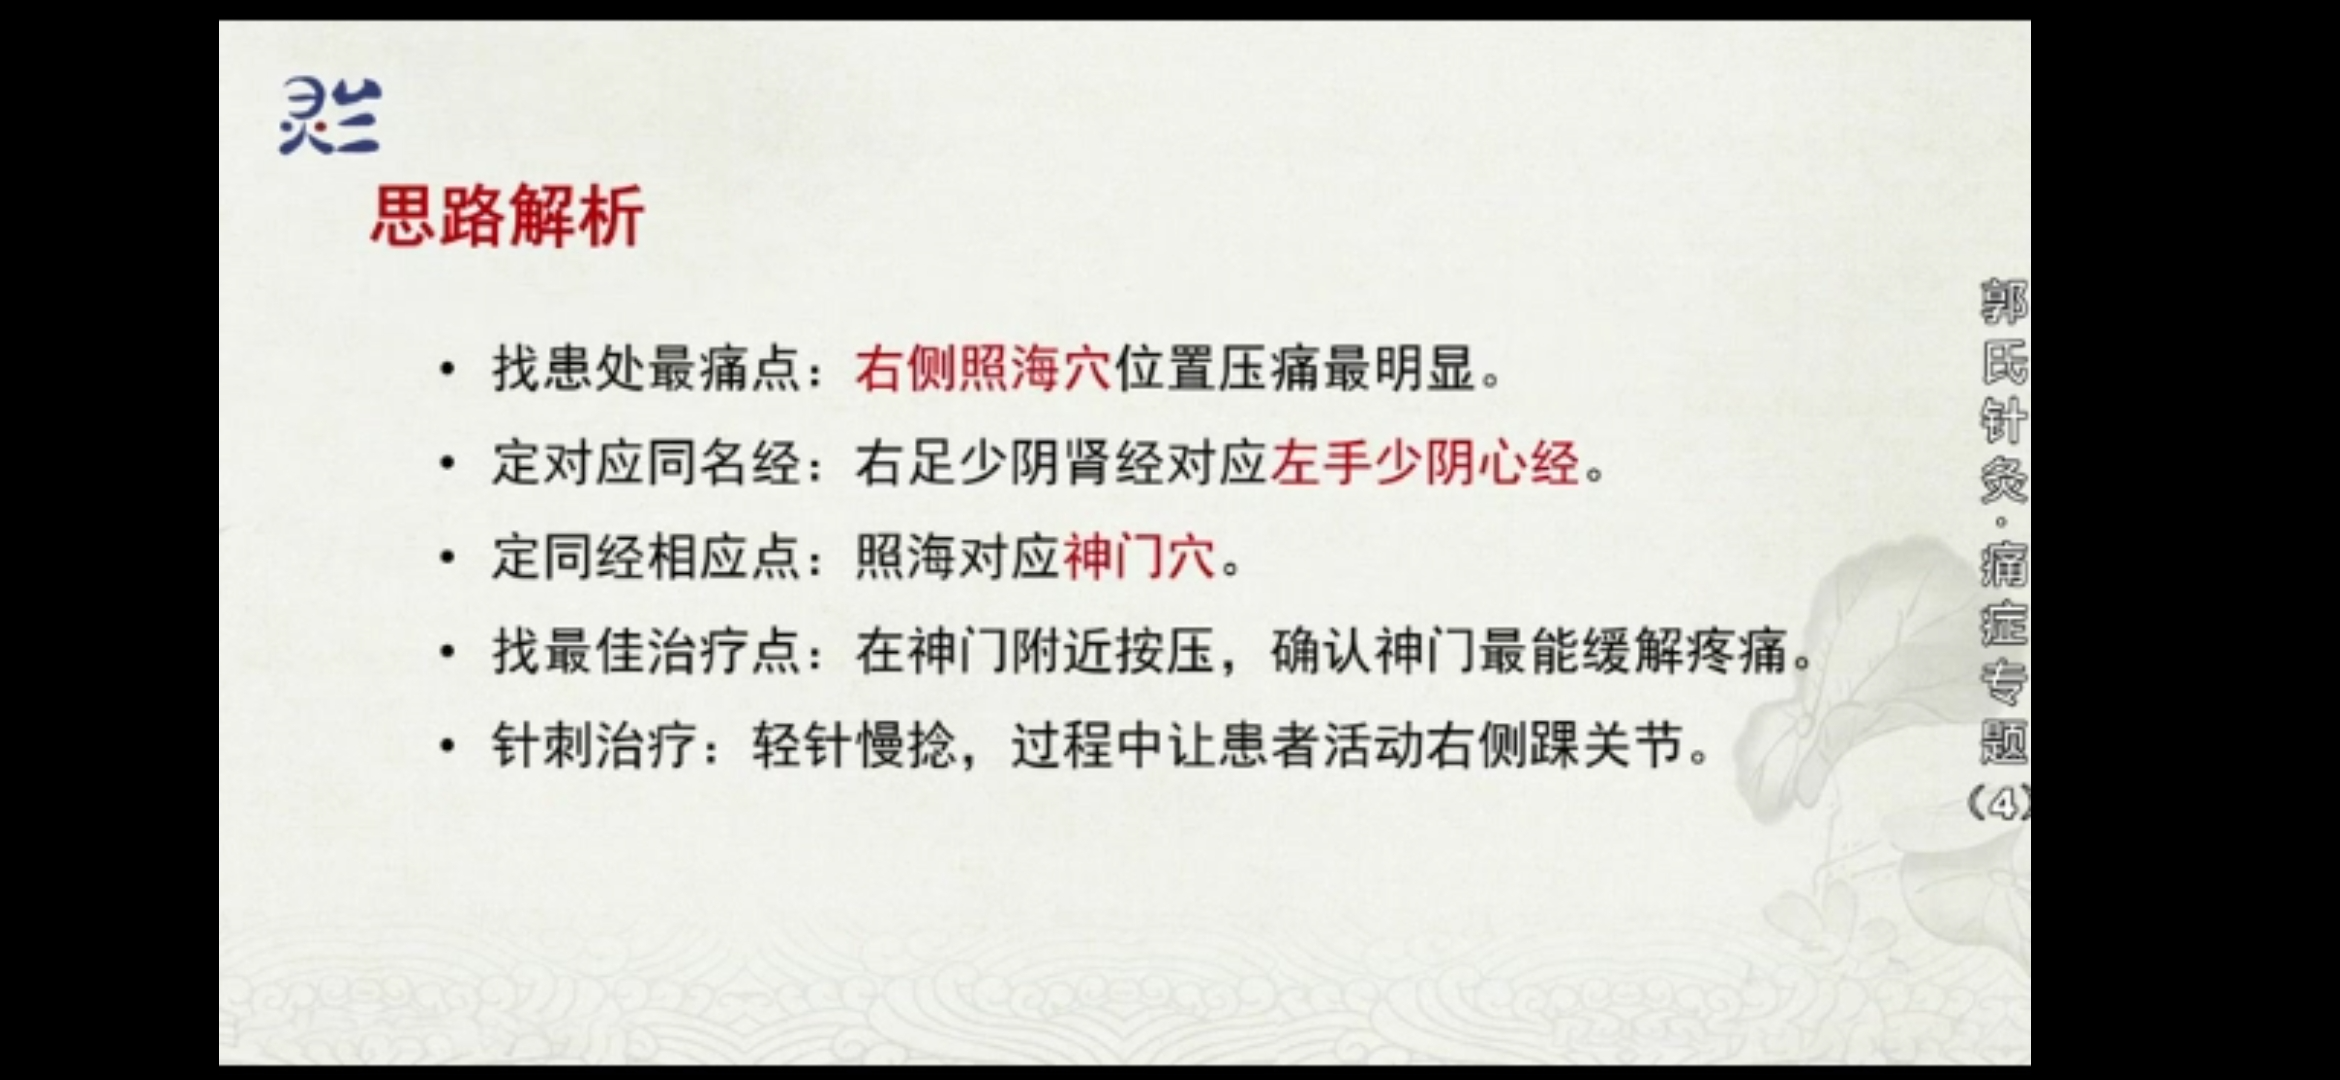 灵兰
思路解析
• 找患处最痛点：右侧照海穴位置压痛最明显。
• 定对应同名经：右足少阴肾经对应左手少阴心经。
• 定同经相应点：照海对应神门穴。
• 找最佳治疗点：在神门附近按压，确认神门最能缓解疼痛。
• 针刺治疗：轻针慢捻，过程中让患者活动右侧踝关节。
郭氏针灸·痛症专题（4）